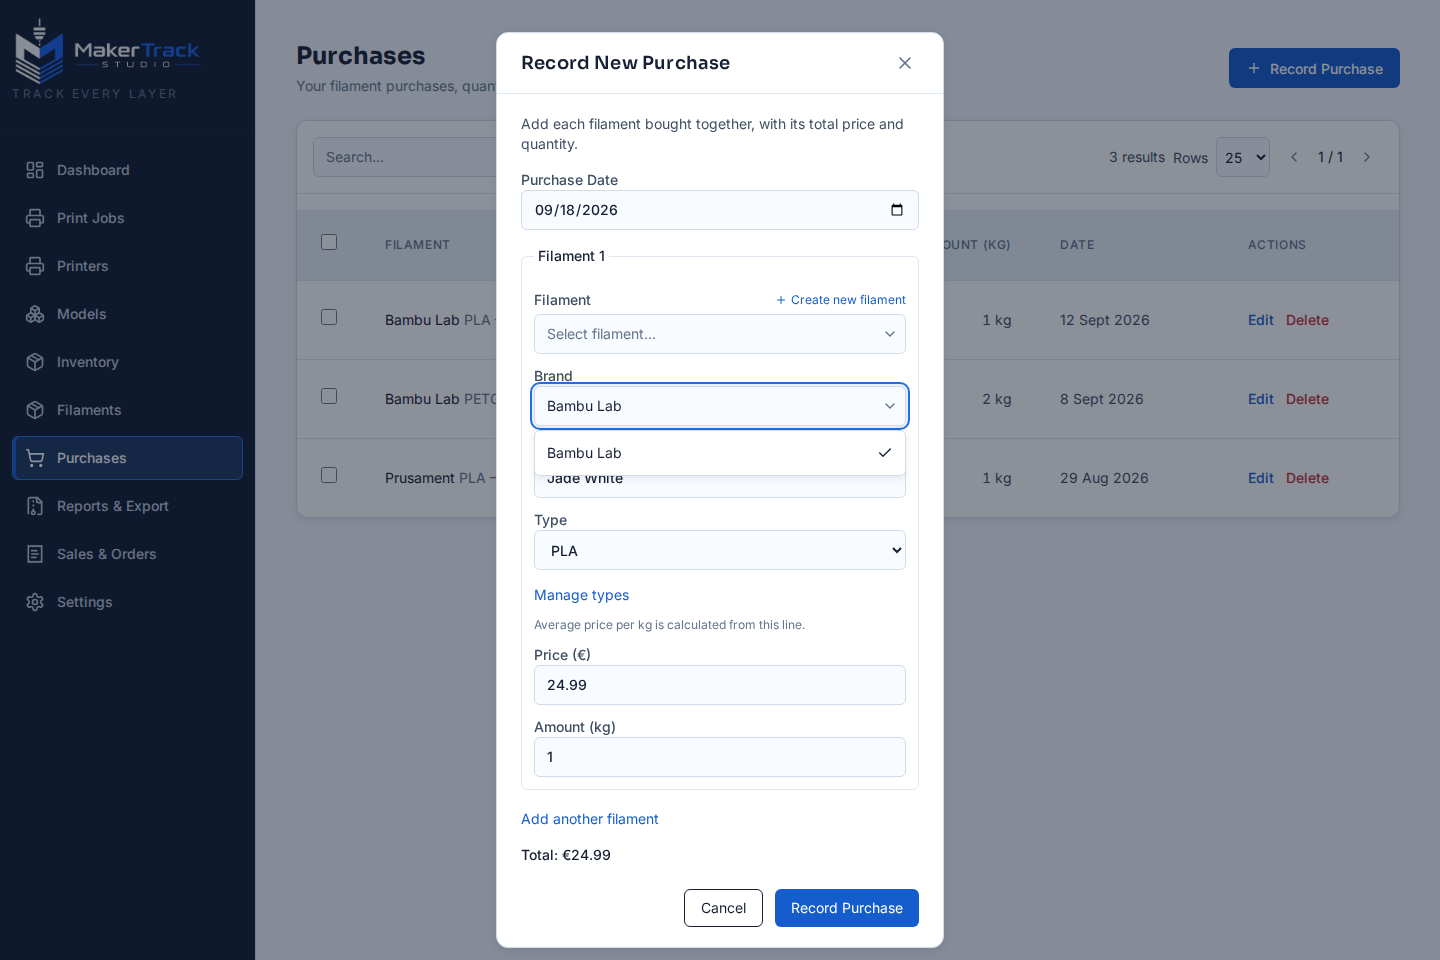 MakerTrack
STUDIO
TRACK EVERY LAYER
Dashboard
Print Jobs
Printers
Models
Inventory
Filaments
Purchases
Reports & Export
Sales & Orders
Settings
Purchases
Your filament purchases,
Record Purchase
Search...
3 results
Rows
25
1 / 1
FILAMENT
(KG)
DATE
ACTIONS
Bambu Lab PLA
1 kg
12 Sept 2026
Edit
Delete
Bambu Lab
2 kg
8 Sept 2026
Edit
Delete
Prusament PLA –
1 kg
29 Aug 2026
Edit
Delete
Record New Purchase
Add each filament bought together, with its total price and
quantity.
Purchase Date
09/18/2026
Filament 1
Filament
+ Create new filament
Select filament...
Brand
Bambu Lab
Bambu Lab
Jade White
Type
PLA
Manage types
Average price per kg is calculated from this line.
Price (€)
24.99
Amount (kg)
1
Add another filament
Total: €24.99
Cancel
Record Purchase